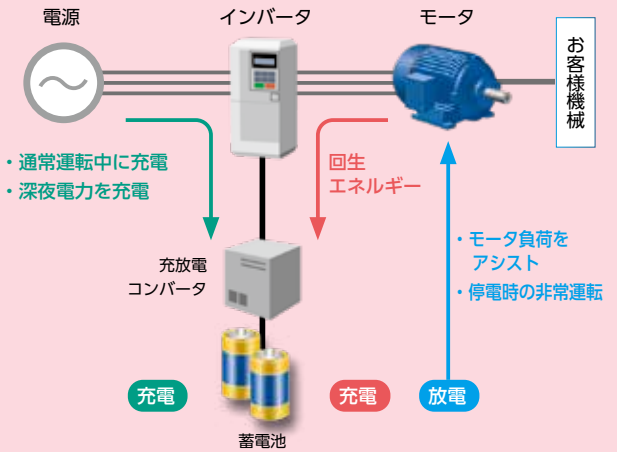 電源
インバータ
モータ
お客様機械
・通常運転中に充電
・深夜電力を充電
回生
エネルギー
・モータ負荷を
アシスト
・停電時の非常運転
充放電
コンバータ
充電
充電
放電
蓄電池